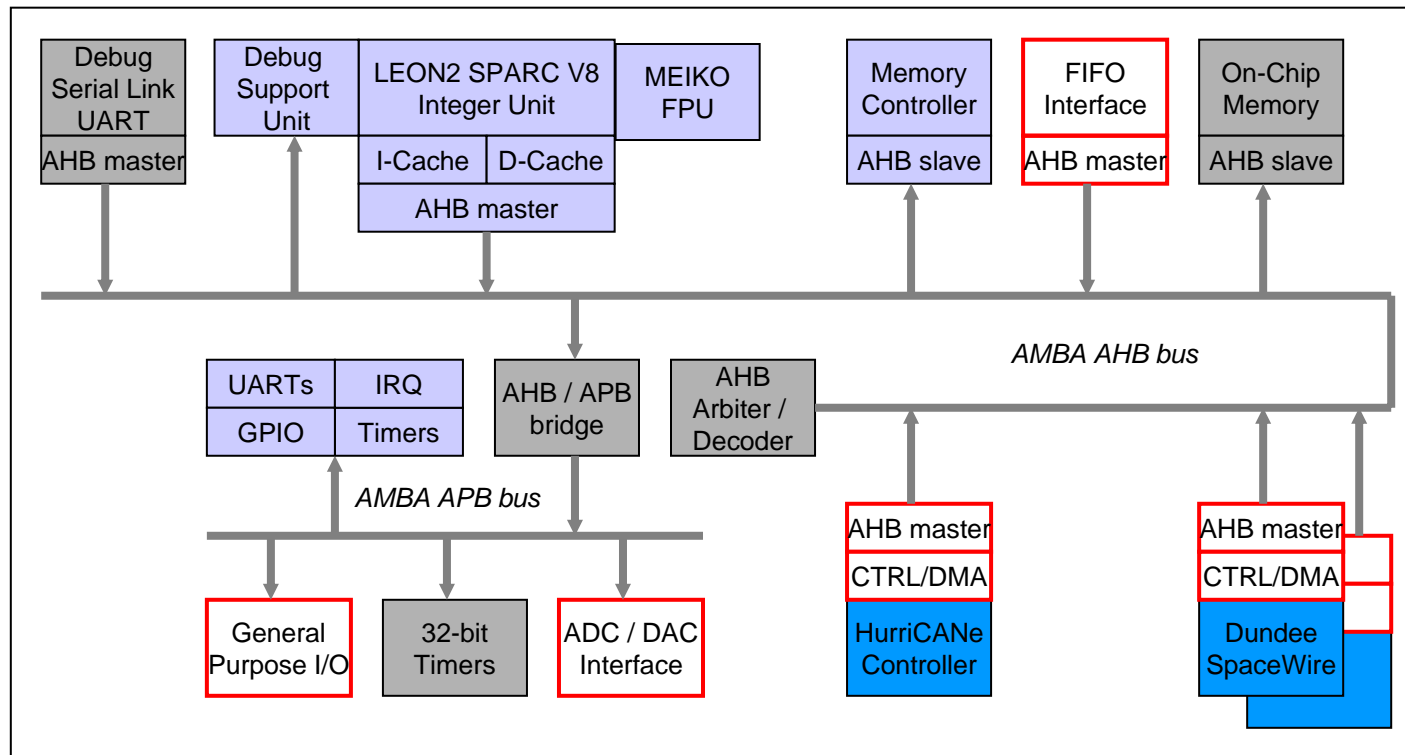 Debug
Serial Link
UART
AHB master
Debug
Support
Unit
LEON2 SPARC V8
Integer Unit
I-Cache
D-Cache
AHB master
MEIKO
FPU
Memory
Controller
AHB slave
FIFO
Interface
AHB master
On-Chip
Memory
AHB slave
AMBA AHB bus
UARTs
IRQ
GPIO
Timers
AHB / APB
bridge
AHB
Arbiter /
Decoder
AMBA APB bus
General
Purpose I/O
32-bit
Timers
ADC / DAC
Interface
AHB master
CTRL/DMA
HurriCANe
Controller
AHB master
CTRL/DMA
Dundee
SpaceWire